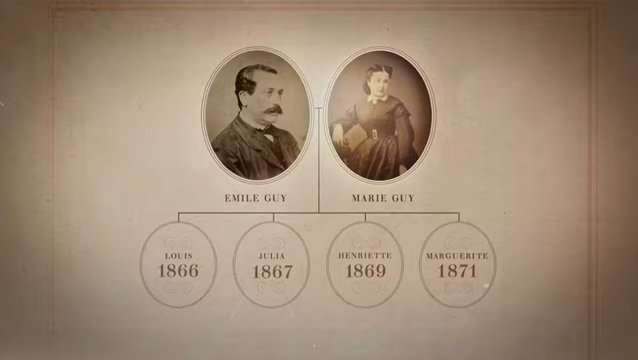 EMILE GUY
MARIE GUY
LOUIS
1866
JULIA
1867
HENRIETTE
1869
MARGUERITE
1871